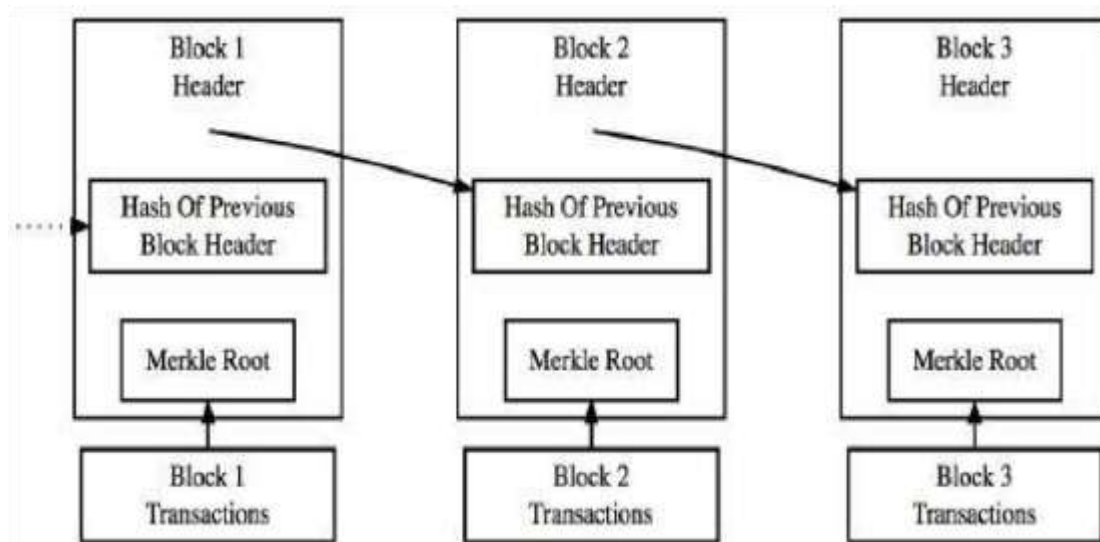 Block 1
Header
Hash Of Previous
Block Header
Merkle Root
Block 1
Transactions
Block 2
Header
Hash Of Previous
Block Header
Merkle Root
Block 2
Transactions
Block 3
Header
Hash Of Previous
Block Header
Merkle Root
Block 3
Transactions